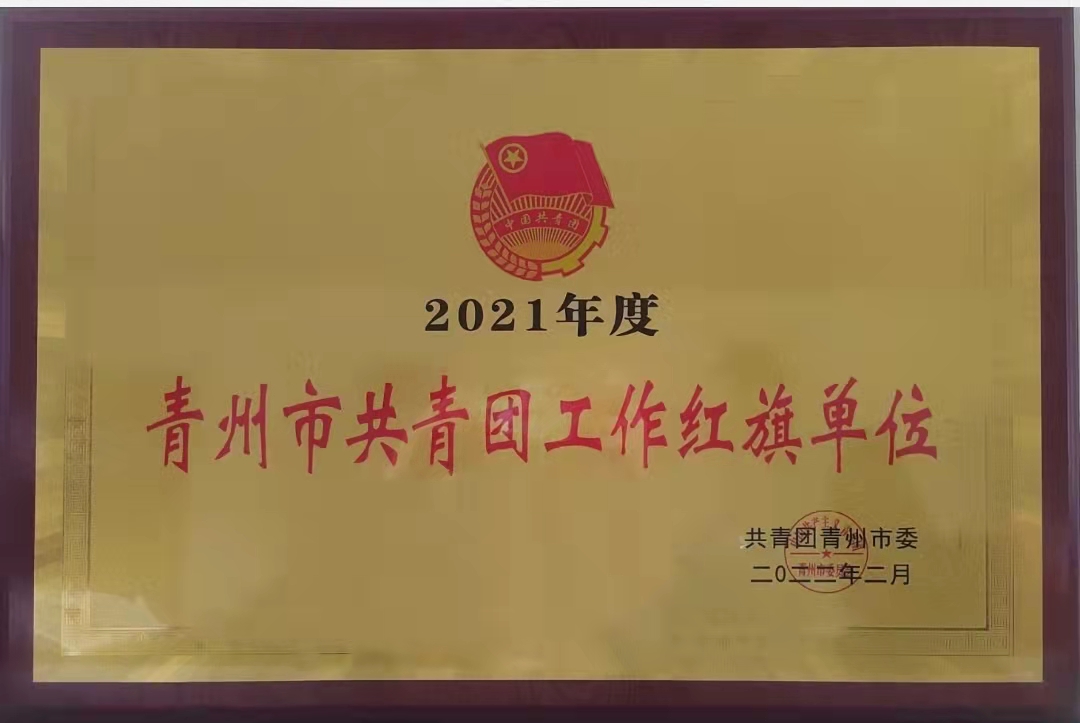 中国共青团
2021年度
青州市共青团工作红旗单位
共青团青州市委
二0二二年二月